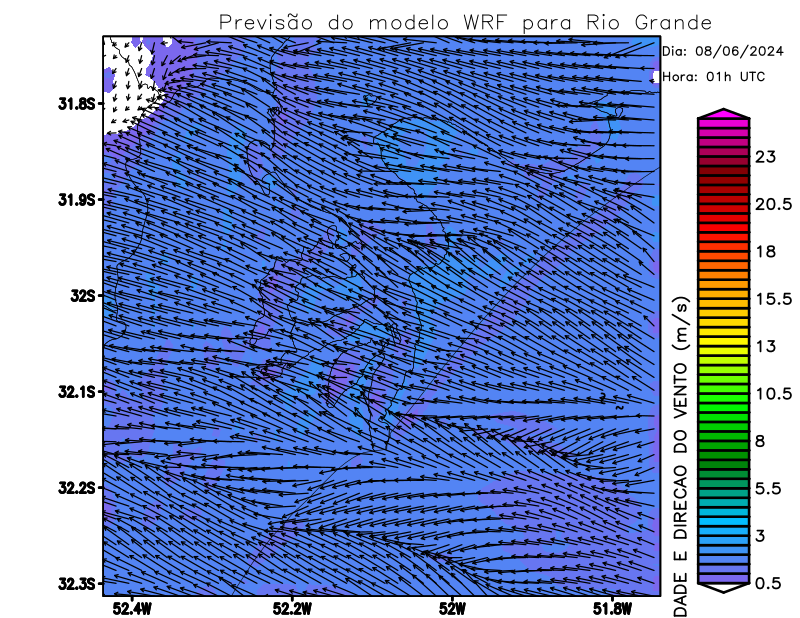 Previsão do modelo WRF para Rio Grande
Dia: 08/06/2024
Hora: 01h UTC
31.8S
31.9S
32S
32.1S
32.2S
32.3S
52.4W
52.2W
52W
51.8W
23
20.5
18
15.5
13
10.5
8
5.5
3
0.5
DADE E DIRECAO DO VENTO (m/s)